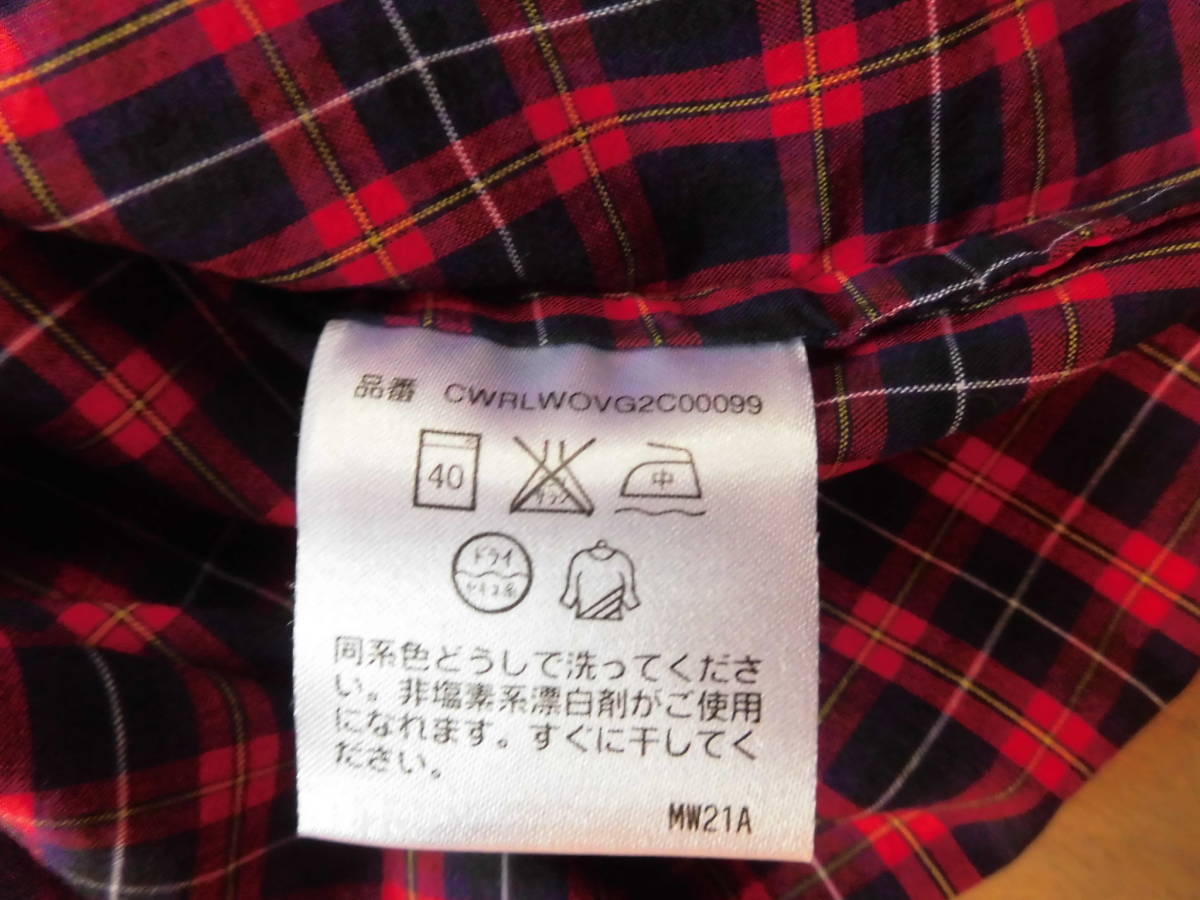 品番 CWRLWOVG2C00099
40 中
ドライ
同系色どうしで洗ってくださ
い。非塩素系漂白剤がご使用
になれます。すぐに干してく
ださい。
MW21A